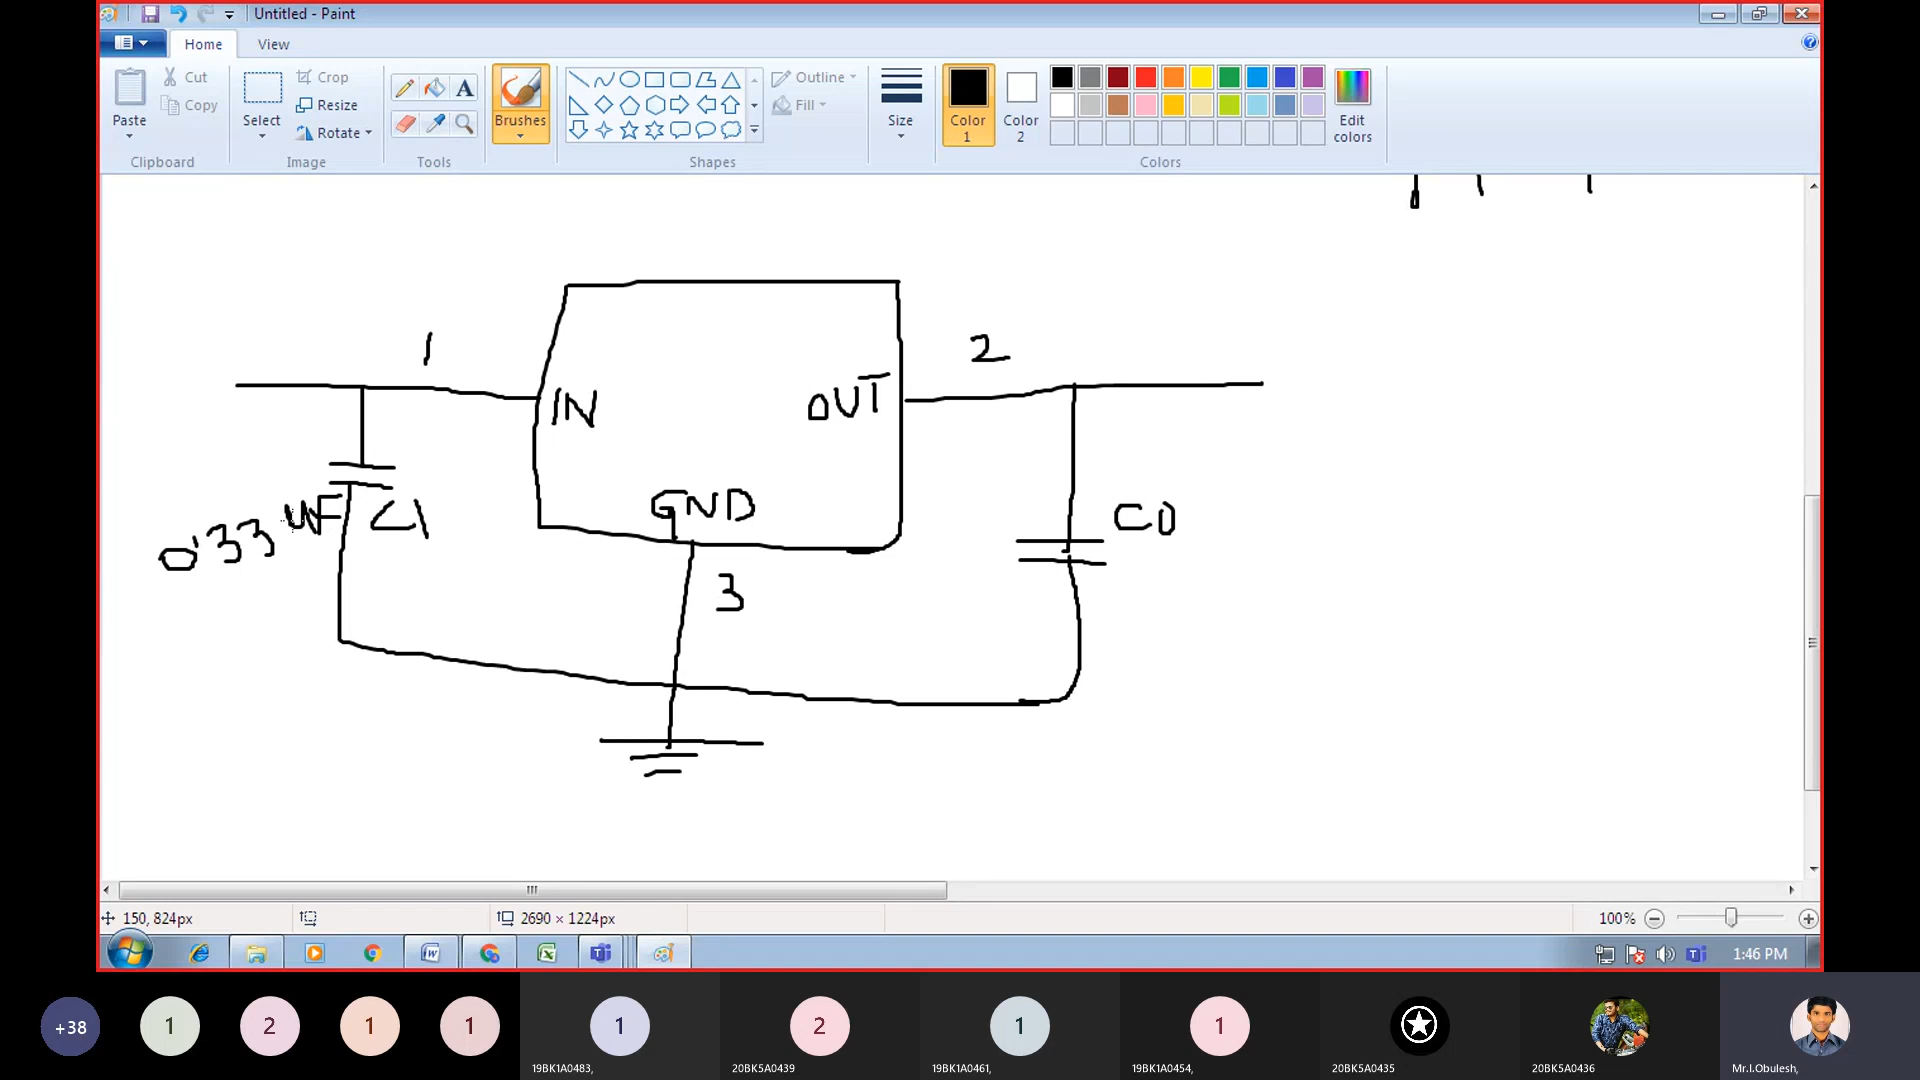 Untitled - Paint
Home View
Paste
Cut
Copy
Clipboard
Select
Crop
Resize
Rotate
Image
A
Tools
Brushes
Outline
Fill
Shapes
Size
Color 1
Color 2
Edit colors
Colors
1
2
IN
OUT
GND
0.33 uF
C1
CO
3
150, 824px
2690 × 1224px
100%
1:46 PM
+38
1
2
1
1
1
2
1
1
19BK1A0483,
20BK5A0439
19BK1A0461,
19BK1A0454,
20BK5A0435
20BK5A0436
Mr.I.Obulesh,